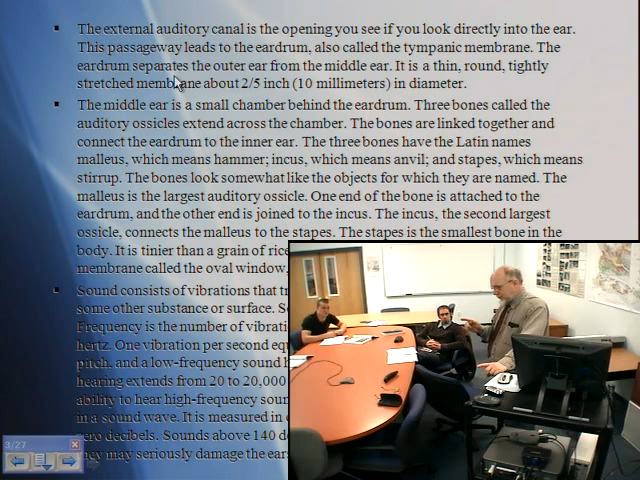 The external auditory canal is the opening you see if you look directly into the ear.
This passageway leads to the eardrum, also called the tympanic membrane. The
eardrum separates the outer ear from the middle ear. It is a thin, round, tightly
stretched membrane about 2/5 inch (10 millimeters) in diameter.
The middle ear is a small chamber behind the eardrum. Three bones called the
auditory ossicles extend across the chamber. The bones are linked together and
connect the eardrum to the inner ear. The three bones have the Latin names
malleus, which means hammer; incus, which means anvil; and stapes, which means
stirrup. The bones look somewhat like the objects for which they are named. The
malleus is the largest auditory ossicle. One end of the bone is attached to the
eardrum, and the other end is joined to the incus. The incus, the second largest
ossicle, connects the malleus to the stapes. The stapes is the smallest bone in the
body. It is tinier than a grain of rice
membrane called the oval window.
Sound consists of vibrations that
some other substance or surface.
Frequency is the number of
hertz. One vibration per second
pitch, and a low-frequency sound
hearing extends from 20 to 20,000
ability to hear high-frequency
in a sound wave. It is measured in
zero decibels. Sounds above 140
they may seriously damage the
3/27